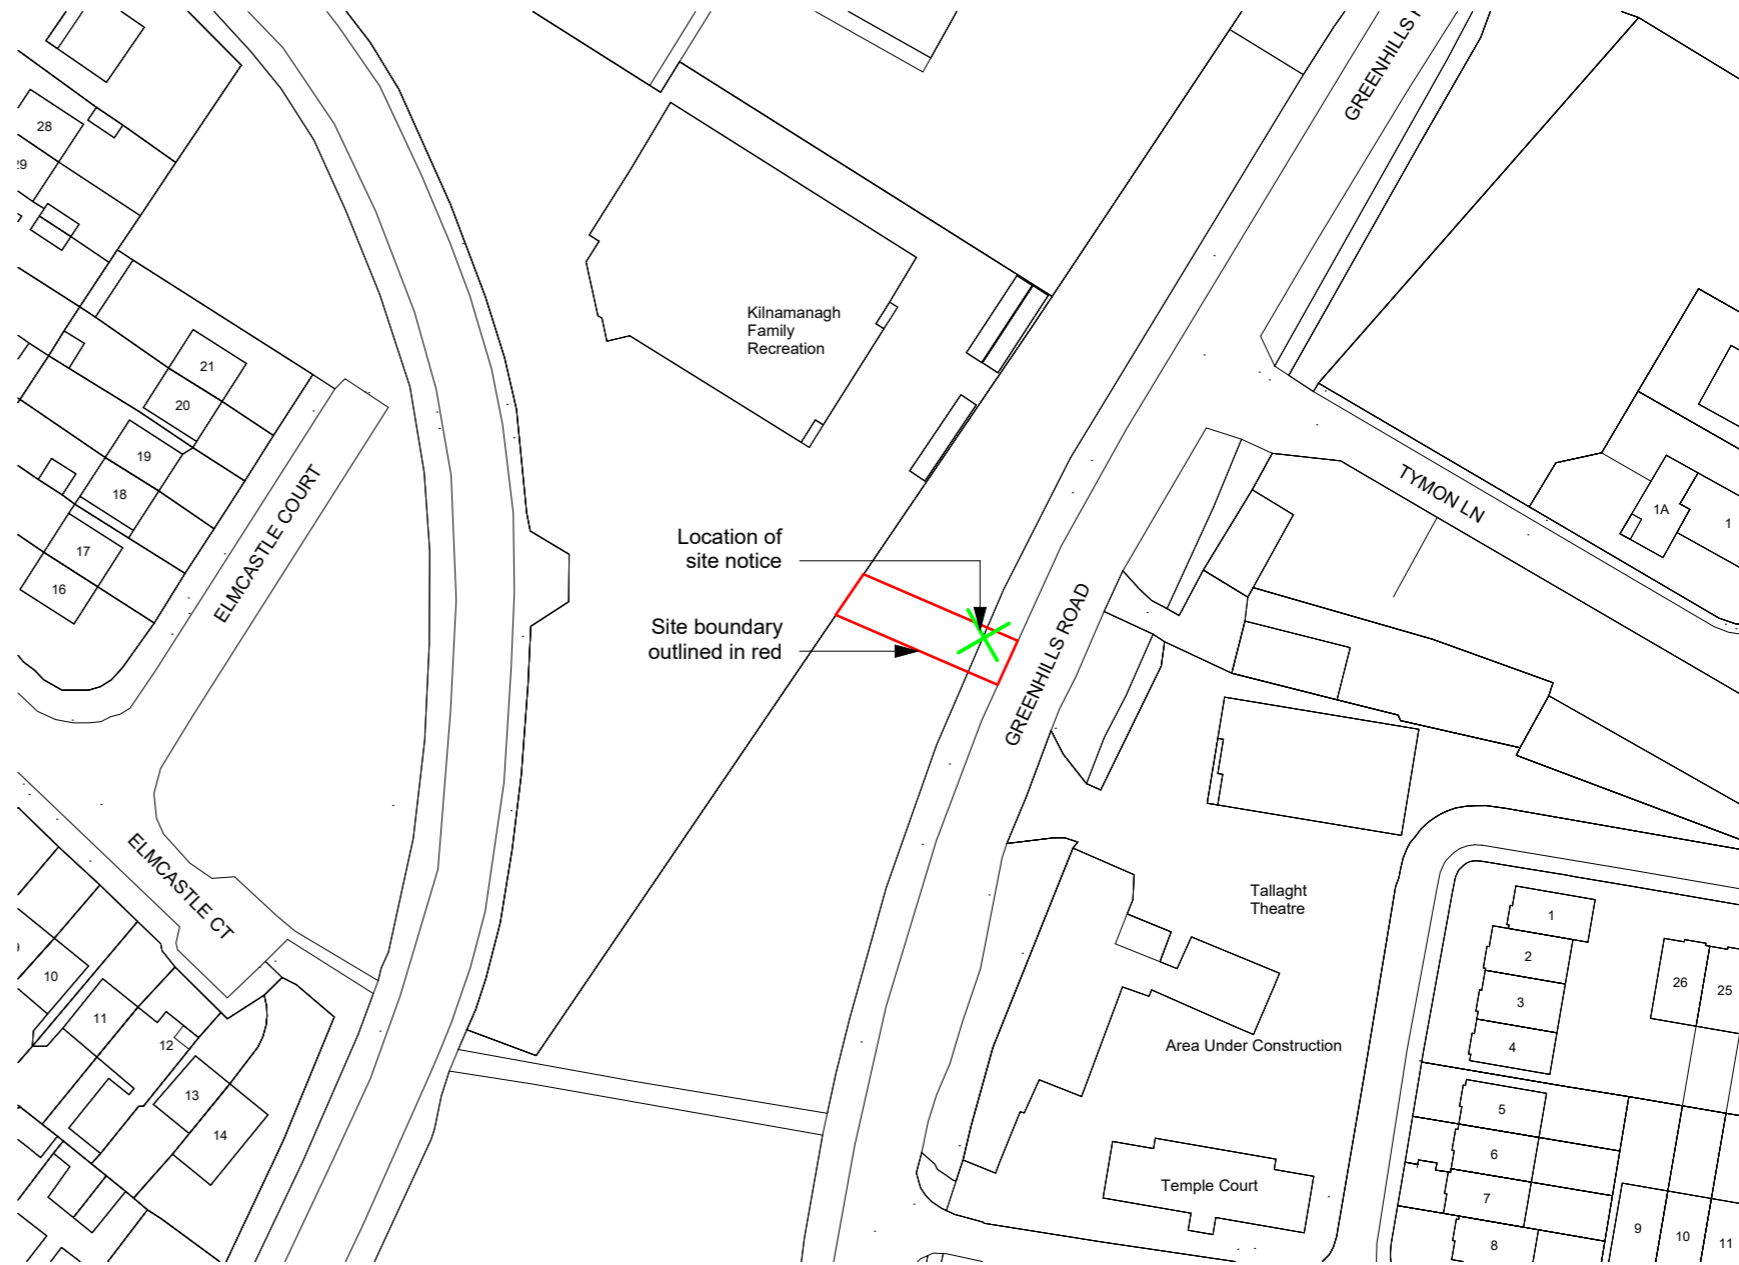 GREENHILLS
28
29
Kilnamanagh
Family
Recreation
21
20
19
18
17
16
ELMCASTLE COURT
TYMON LN
1A
1
Location of
site notice
Site boundary
outlined in red
GREENHILLS ROAD
ELMCASTLE CT
10
11
12
13
14
Tallaght
Theatre
Area Under Construction
Temple Court
1
2
3
4
26
25
5
6
7
8
9
10
11